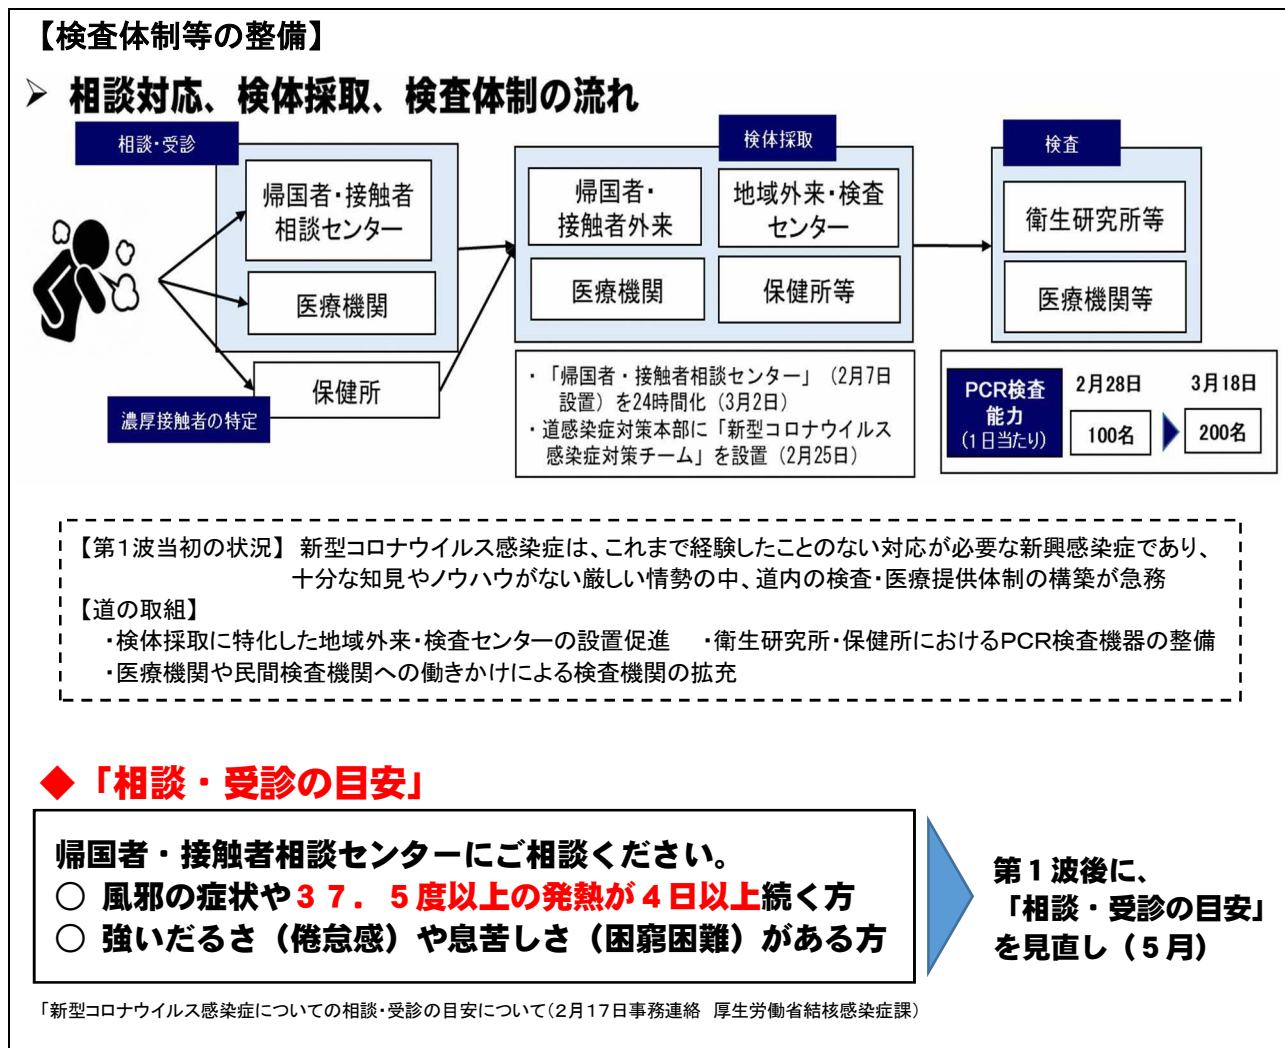 【検査体制等の整備】
➢ 相談対応、検体採取、検査体制の流れ
相談・受診
帰国者・接触者
相談センター
医療機関
保健所
濃厚接触者の特定
検体採取
帰国者・
接触者外来
地域外来・検査
センター
医療機関
保健所等
検査
衛生研究所等
医療機関等
・「帰国者・接触者相談センター」（2月7日
設置）を24時間化（3月2日）
・道感染症対策本部に「新型コロナウイルス
感染症対策チーム」を設置（2月25日）
PCR検査
能力
（1日当たり）
2月28日
100名
3月18日
200名
【第1波当初の状況】 新型コロナウイルス感染症は、これまで経験したことのない対応が必要な新興感染症であり、
十分な知見やノウハウがない厳しい情勢の中、道内の検査・医療提供体制の構築が急務
【道の取組】
・検体採取に特化した地域外来・検査センターの設置促進 ・衛生研究所・保健所におけるPCR検査機器の整備
・医療機関や民間検査機関への働きかけによる検査機関の拡充
◆「相談・受診の目安」
帰国者・接触者相談センターにご相談ください。
○ 風邪の症状や３７．５度以上の発熱が４日以上続く方
○ 強いだるさ（倦怠感）や息苦しさ（困窮困難）がある方
第１波後に、
「相談・受診の目安」
を見直し（５月）
「新型コロナウイルス感染症についての相談・受診の目安について（2月17日事務連絡 厚生労働省結核感染症課）